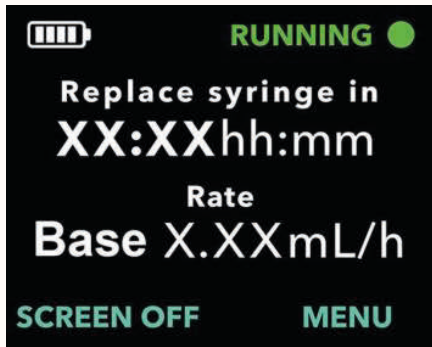 RUNNING
Replace syringe in
XX:XXhh:mm
Rate
Base X.XXmL/h
SCREEN OFF MENU